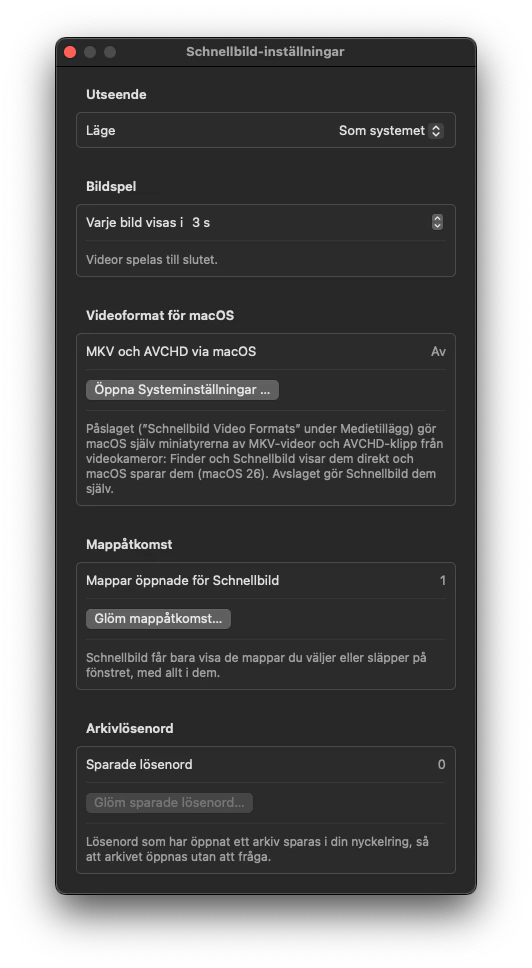 Schnellbild-inställningar
Utseende
Läge Som systemet
Bildspel
Varje bild visas i 3 s
Videor spelas till slutet.
Videoformat för macOS
MKV och AVCHD via macOS Av
Öppna Systeminställningar ...
Påslaget (”Schnellbild Video Formats” under Medietillägg) gör
macOS själv miniatyrerna av MKV-videor och AVCHD-klipp från
videokameror: Finder och Schnellbild visar dem direkt och
macOS sparar dem (macOS 26). Avslaget gör Schnellbild dem
själv.
Mappåtkomst
Mappar öppnade för Schnellbild 1
Glöm mappåtkomst...
Schnellbild får bara visa de mappar du väljer eller släpper på
fönstret, med allt i dem.
Arkivlösenord
Sparade lösenord 0
Glöm sparade lösenord...
Lösenord som har öppnat ett arkiv sparas i din nyckelring, så
att arkivet öppnas utan att fråga.